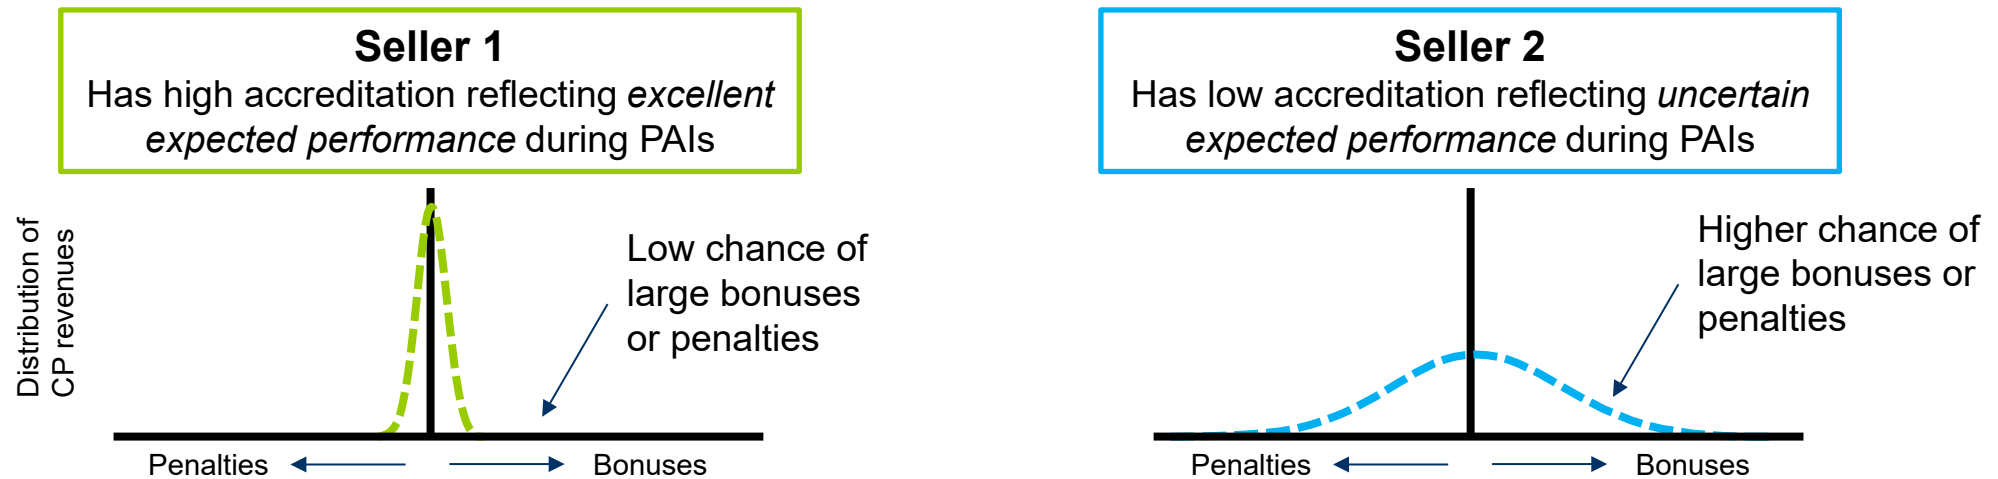 Seller 1
Has high accreditation reflecting excellent
expected performance during PAIs
Distribution of
CP revenues
Low chance of
large bonuses
or penalties
Penalties
Bonuses
Seller 2
Has low accreditation reflecting uncertain
expected performance during PAIs
Higher chance of
large bonuses or
penalties
Penalties
Bonuses